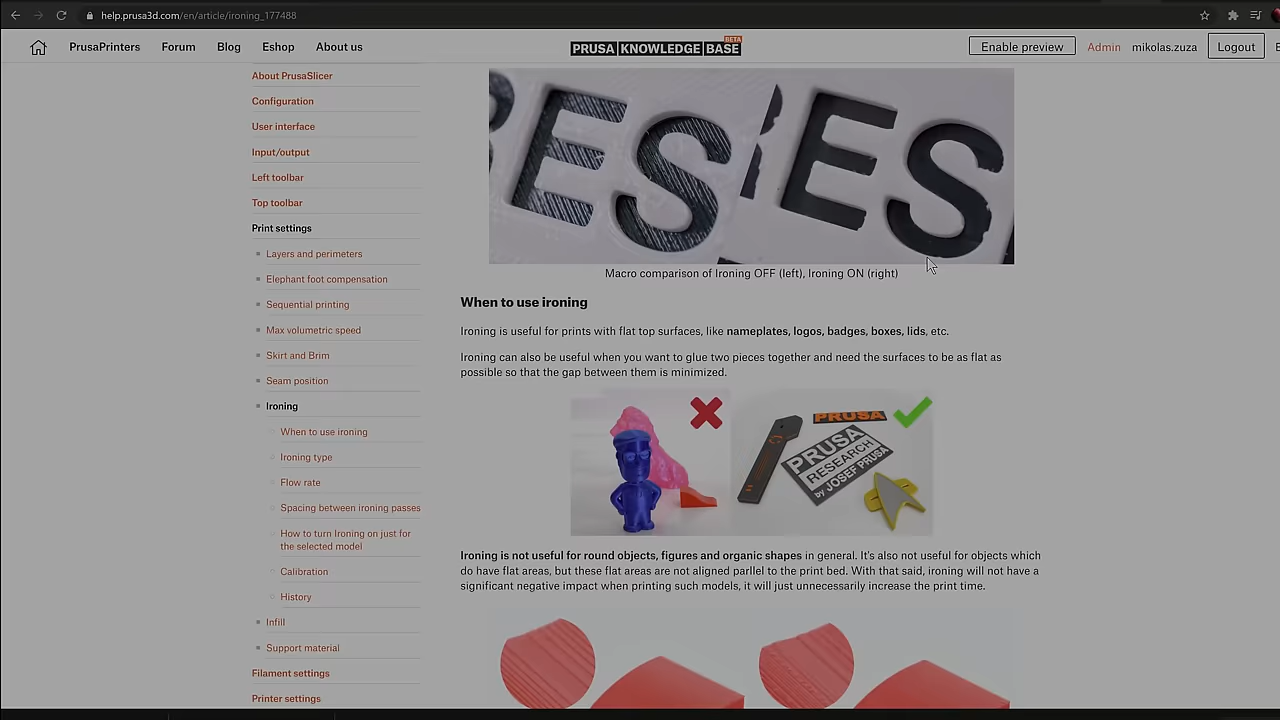 help.prusa3d.com/en/article/ironing_177488
PrusaPrinters Forum Blog Eshop About us
PRUSA KNOWLEDGE BASE
BETA
Enable preview Admin mikolas.zuza Logout
About PrusaSlicer
Configuration
User interface
Input/output
Left toolbar
Top toolbar
Print settings
Layers and perimeters
Elephant foot compensation
Sequential printing
Max volumetric speed
Skirt and Brim
Seam position
Ironing
When to use ironing
Ironing type
Flow rate
Spacing between ironing passes
How to turn Ironing on just for
the selected model
Calibration
History
Infill
Support material
Filament settings
Printer settings
ES ES
Macro comparison of Ironing OFF (left), Ironing ON (right)
When to use ironing
Ironing is useful for prints with flat top surfaces, like nameplates, logos, badges, boxes, lids, etc.
Ironing can also be useful when you want to glue two pieces together and need the surfaces to be as flat as
possible so that the gap between them is minimized.
PRUSA
PRUSA
RESEARCH
by JOSEF PRUSA
Ironing is not useful for round objects, figures and organic shapes in general. It's also not useful for objects which
do have flat areas, but these flat areas are not aligned parllel to the print bed. With that said, ironing will not have a
significant negative impact when printing such models, it will just unnecessarily increase the print time.